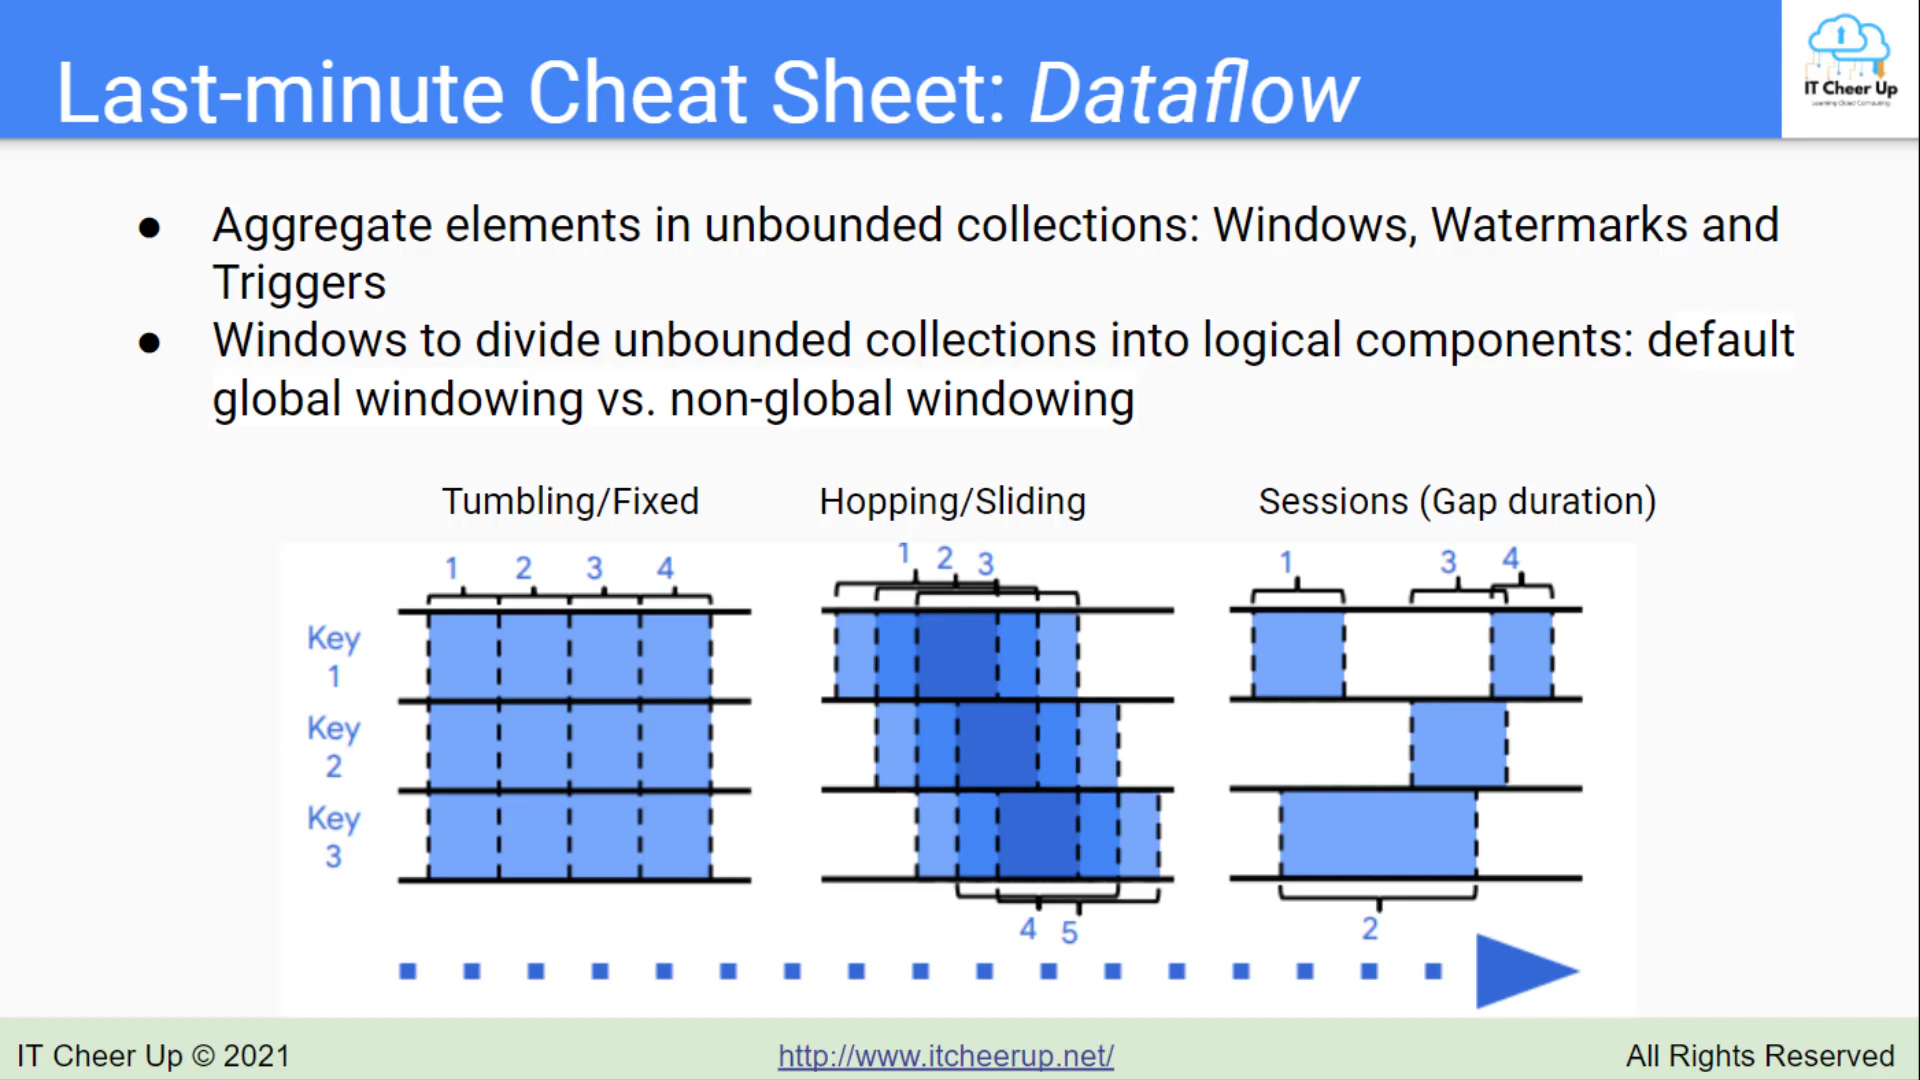 Last-minute Cheat Sheet: Dataflow
IT Cheer Up
Learning Cloud Computing
● Aggregate elements in unbounded collections: Windows, Watermarks and
Triggers
● Windows to divide unbounded collections into logical components: default
global windowing vs. non-global windowing
Tumbling/Fixed
Hopping/Sliding
Sessions (Gap duration)
1 2 3 4
1 2 3
1 3 4
Key
1
Key
2
Key
3
4 5
2
IT Cheer Up © 2021
http://www.itcheerup.net/
All Rights Reserved